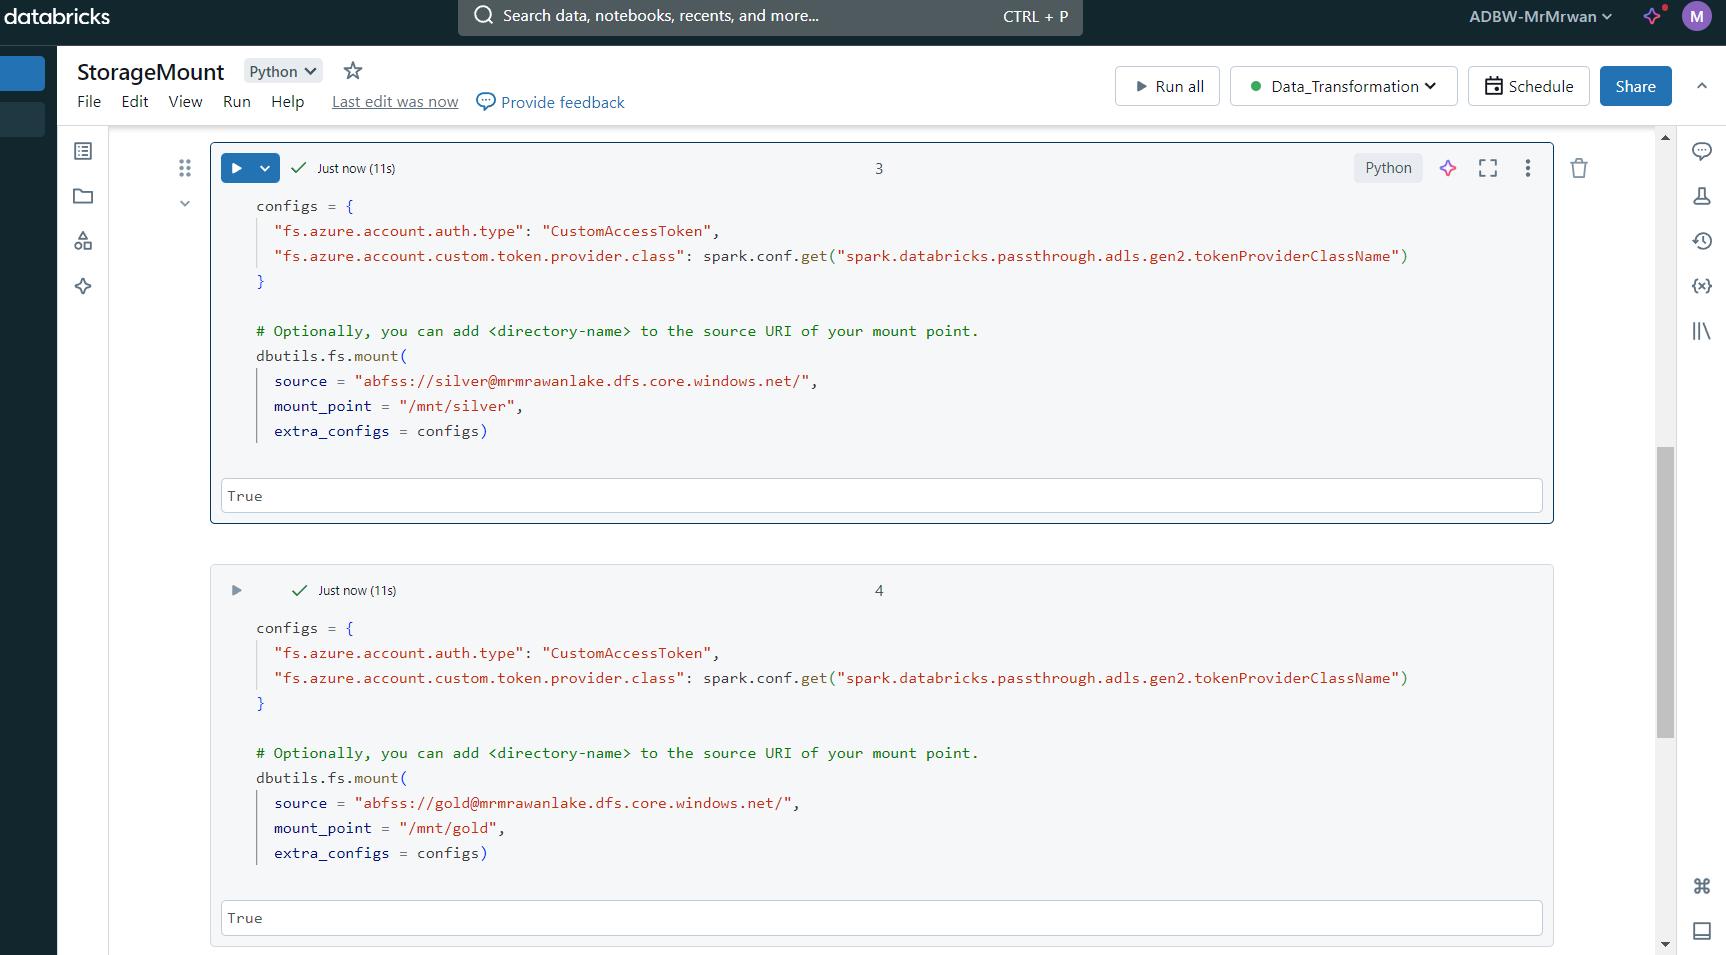 databricks
Search data, notebooks, recents, and more...
CTRL + P
ADBW-MrMrwan
M
StorageMount
Python
File Edit View Run Help Last edit was now Provide feedback
Run all
Data_Transformation
Schedule
Share
Just now (11s)
3
Python
configs = {
"fs.azure.account.auth.type": "CustomAccessToken",
"fs.azure.account.custom.token.provider.class": spark.conf.get("spark.databricks.passthrough.adls.gen2.tokenProviderClassName")
}
# Optionally, you can add <directory-name> to the source URI of your mount point.
dbutils.fs.mount(
source = "abfss://silver@mrmrawanlake.dfs.core.windows.net/",
mount_point = "/mnt/silver",
extra_configs = configs)
True
Just now (11s)
4
configs = {
"fs.azure.account.auth.type": "CustomAccessToken",
"fs.azure.account.custom.token.provider.class": spark.conf.get("spark.databricks.passthrough.adls.gen2.tokenProviderClassName")
}
# Optionally, you can add <directory-name> to the source URI of your mount point.
dbutils.fs.mount(
source = "abfss://gold@mrmrawanlake.dfs.core.windows.net/",
mount_point = "/mnt/gold",
extra_configs = configs)
True